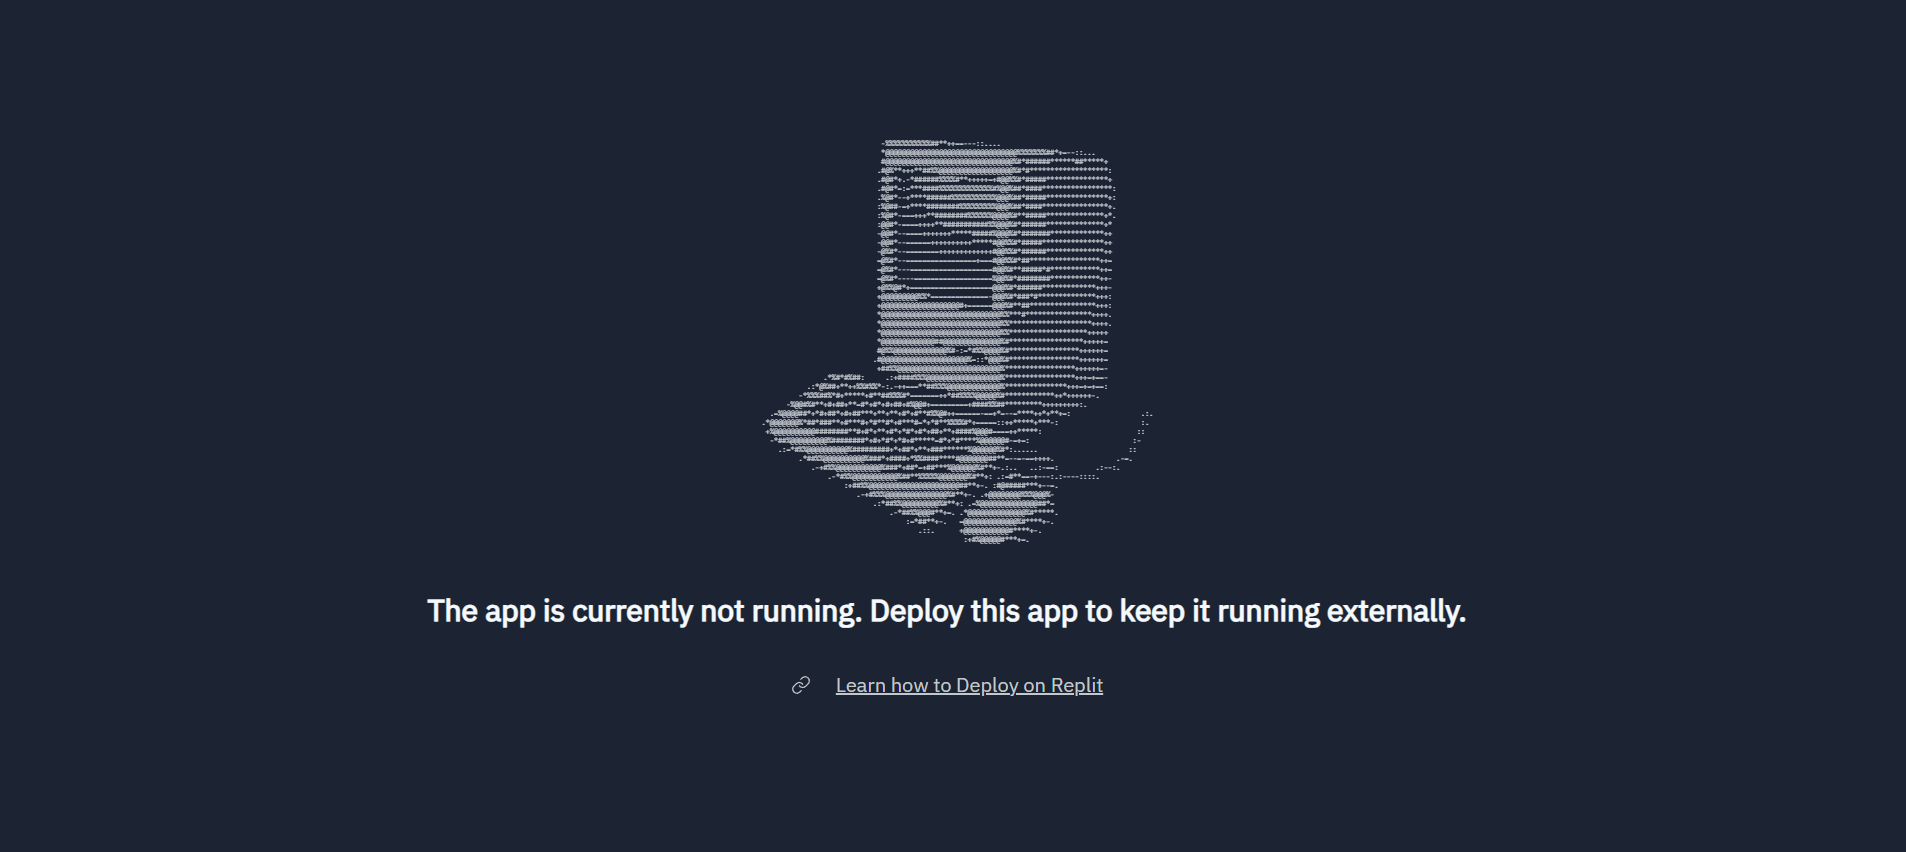 The app is currently not running. Deploy this app to keep it running externally.
Learn how to Deploy on Replit